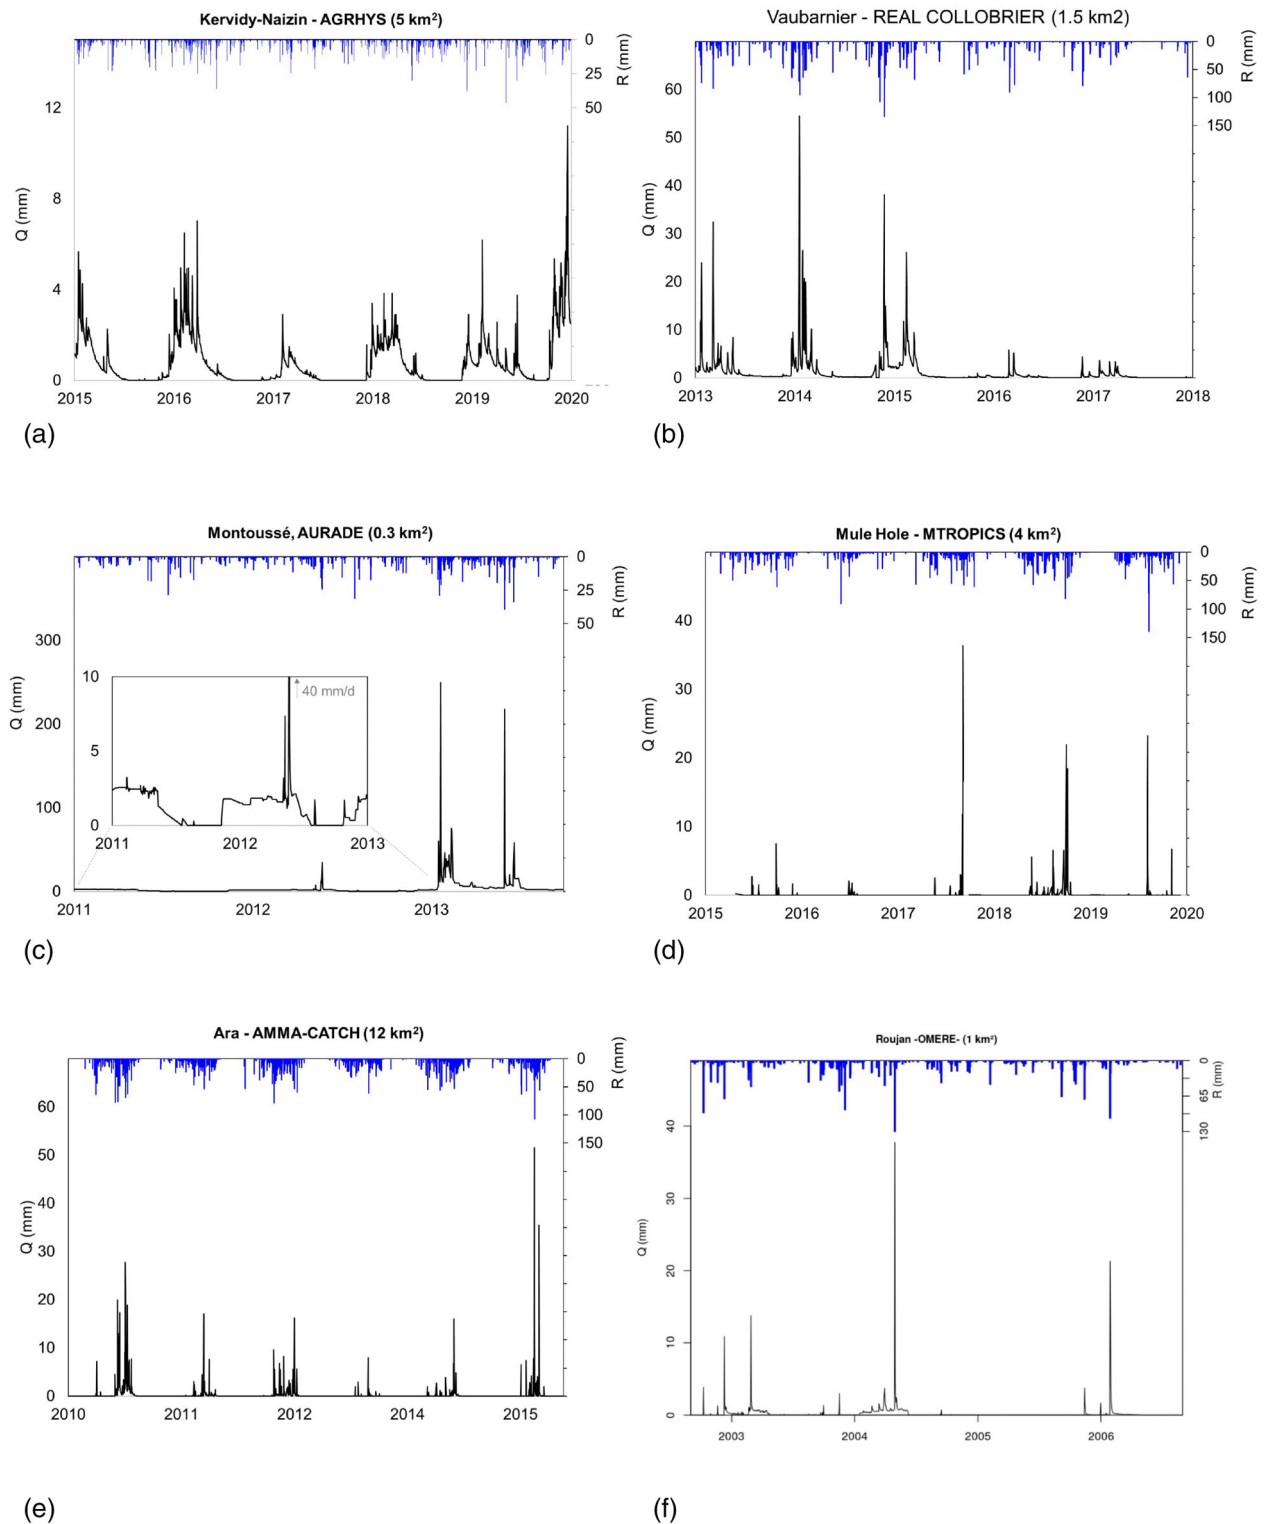 Kervidy-Naizin - AGRHYS (5 km²)
0
25
50
R (mm)
12
8
4
0
Q (mm)
2015 2016 2017 2018 2019 2020
(a)
Vaubarnier - REAL COLLOBRIER (1.5 km2)
0
50
100
150
R (mm)
60
50
40
30
20
10
0
Q (mm)
2013 2014 2015 2016 2017 2018
(b)
Montoussé, AURADE (0.3 km²)
0
25
50
R (mm)
300
200
100
0
Q (mm)
10
5
0
40 mm/d
2011 2012 2013
2011 2012 2013
(c)
Mule Hole - MTROPICS (4 km²)
0
50
100
150
R (mm)
40
30
20
10
0
Q (mm)
2015 2016 2017 2018 2019 2020
(d)
Ara - AMMA-CATCH (12 km²)
0
50
100
150
R (mm)
60
50
40
30
20
10
0
Q (mm)
2010 2011 2012 2014 2015
(e)
Roujan -OMERE- (1 km²)
0
65
130
R (mm)
40
30
20
10
0
Q (mm)
2003 2004 2005 2006
(f)